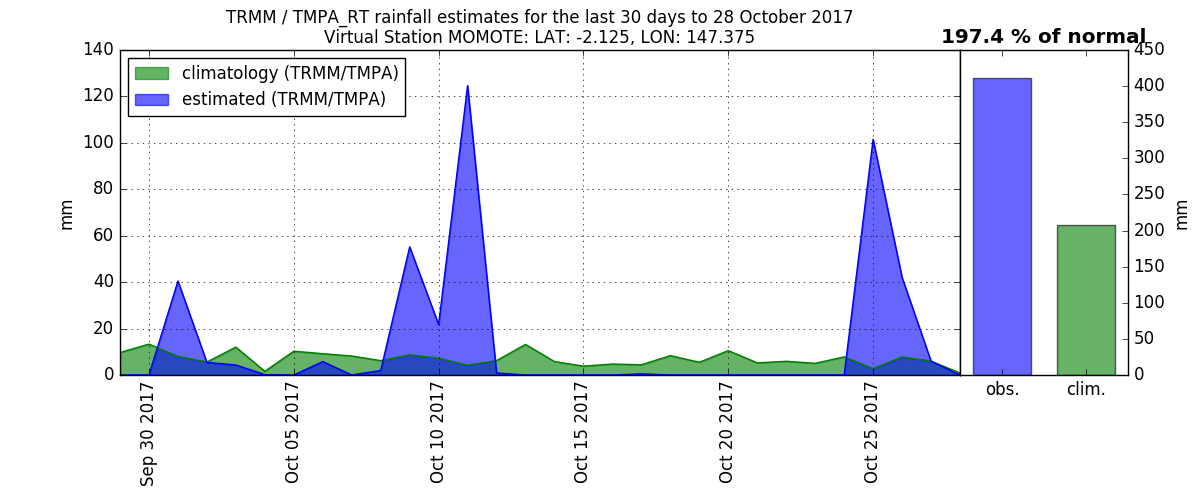 TRMM / TMPA_RT rainfall estimates for the last 30 days to 28 October 2017
Virtual Station MOMOTE: LAT: -2.125, LON: 147.375
197.4 % of normal
climatology (TRMM/TMPA)
estimated (TRMM/TMPA)
mm
140
120
100
80
60
40
20
0
Sep 30 2017
Oct 05 2017
Oct 10 2017
Oct 15 2017
Oct 20 2017
Oct 25 2017
450
400
350
300
250
200
150
100
50
0
mm
obs.
clim.